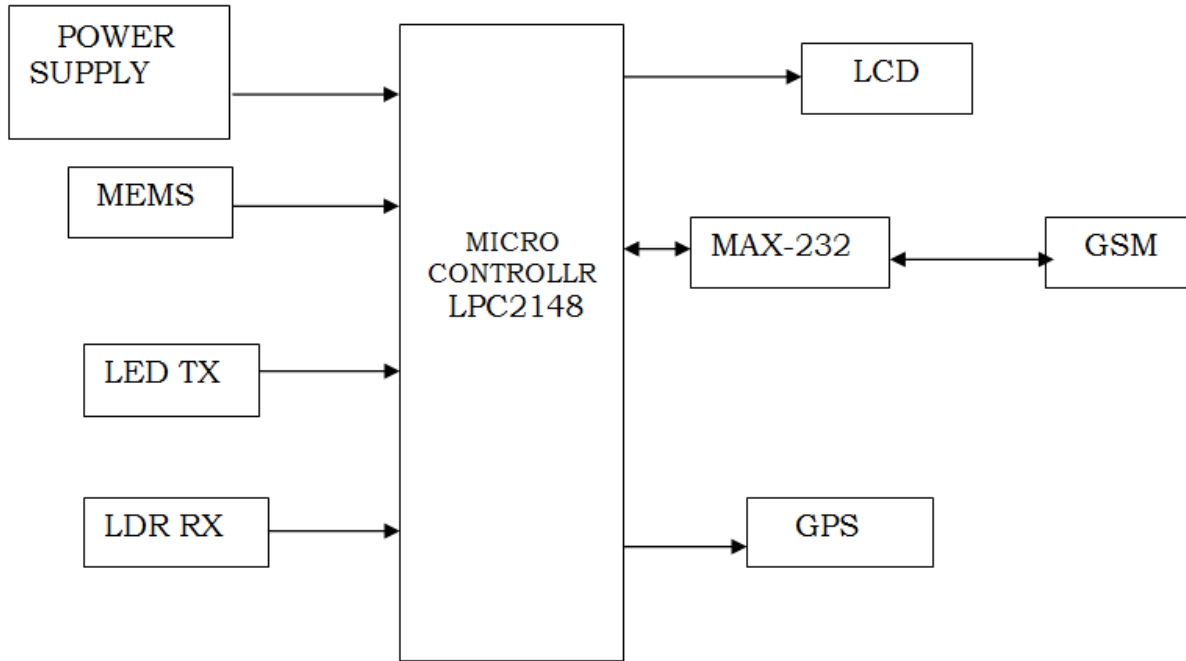 POWER
SUPPLY
MEMS
LED TX
LDR RX
MICRO
CONTROLLR
LPC2148
LCD
MAX-232
GSM
GPS